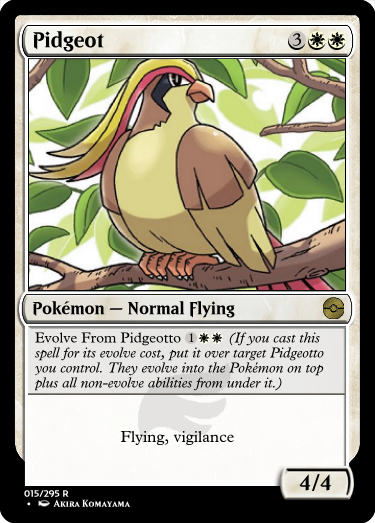 Pidgeot 3
Pokémon — Normal Flying
Evolve From Pidgeotto 1 (If you cast
this spell for its evolve cost, put it over target Pidgeotto
you control. They evolve into the Pokémon on top
plus all non-evolve abilities from under it.)
Flying, vigilance
4/4
015/295 R
• Akira Komayama